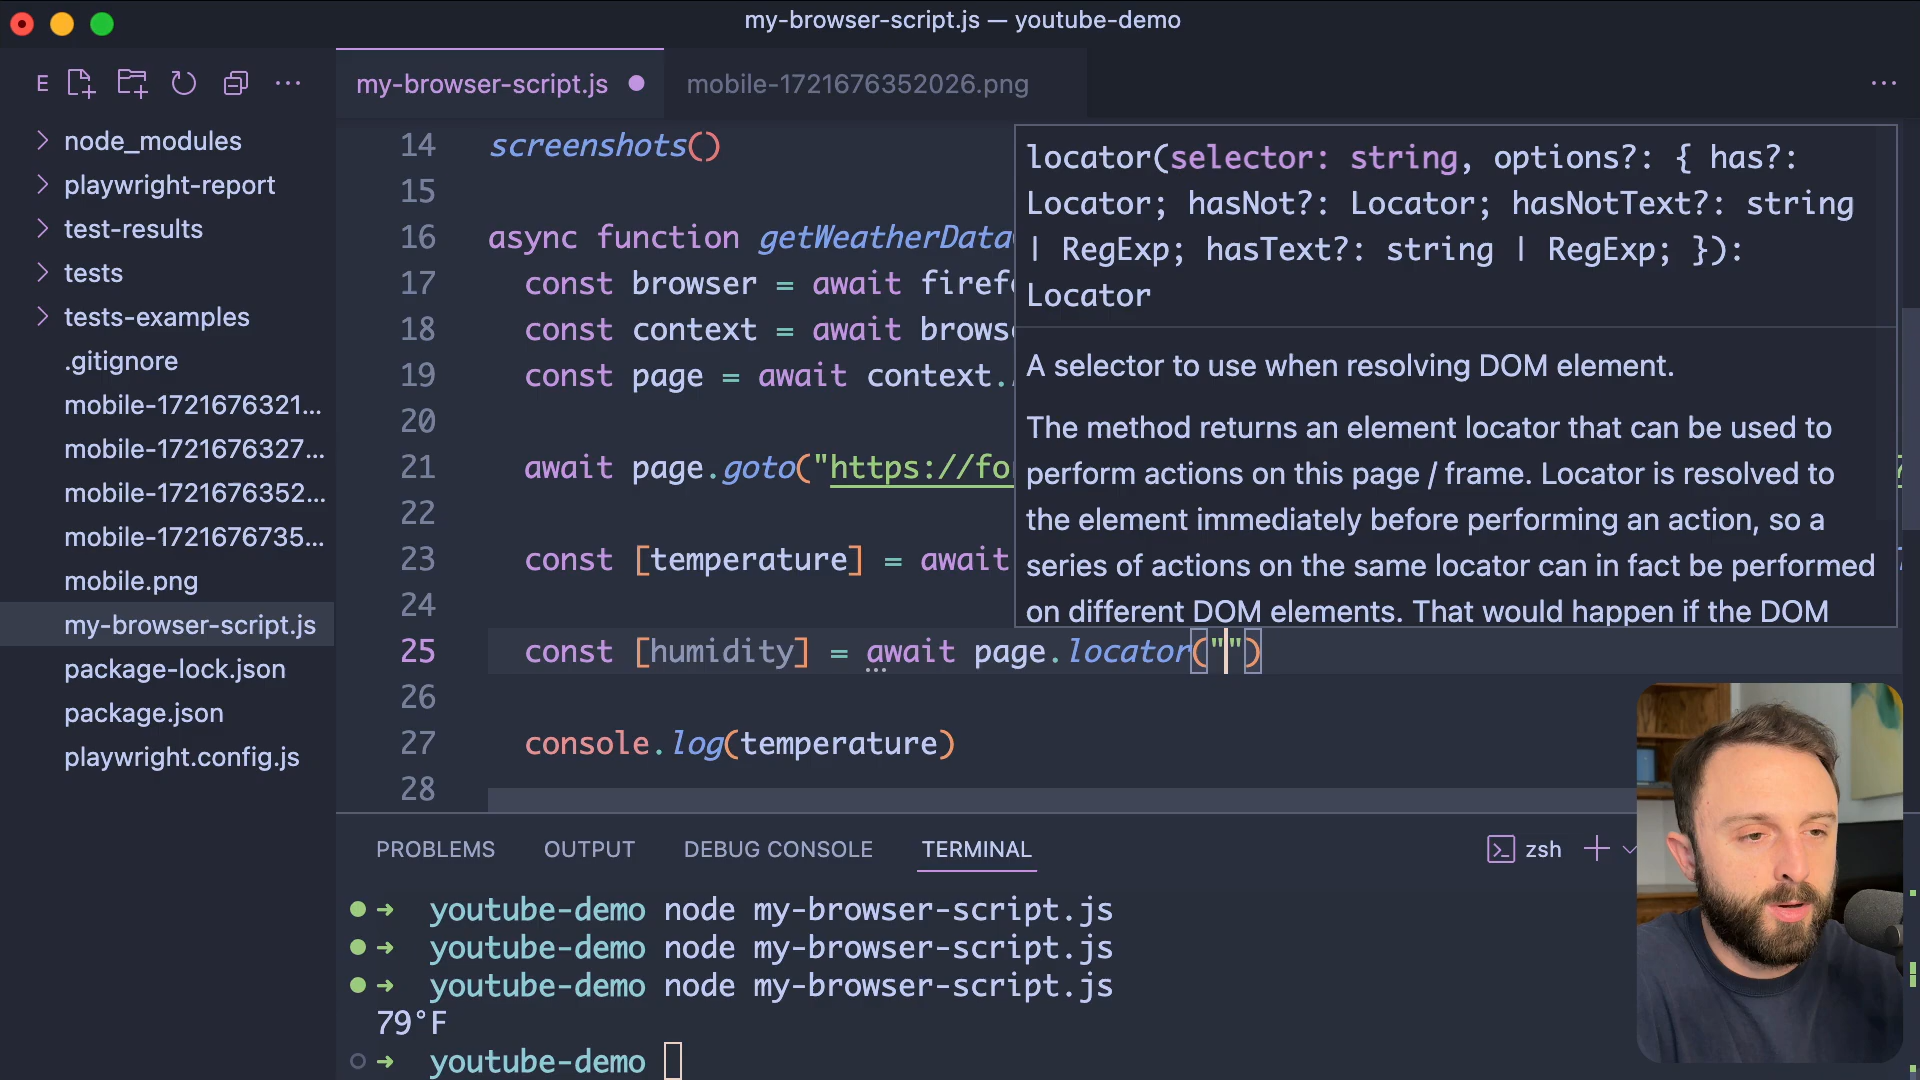 my-browser-script.js — youtube-demo
E
my-browser-script.js
mobile-1721676352026.png
node_modules
playwright-report
test-results
tests
tests-examples
.gitignore
mobile-1721676321...
mobile-1721676327...
mobile-1721676352...
mobile-1721676735...
mobile.png
my-browser-script.js
package-lock.json
package.json
playwright.config.js
14 screenshots()
15
16 async function getWeatherData
17 const browser = await firef
18 const context = await brows
19 const page = await context.
20
21 await page.goto("https://fo
22
23 const [temperature] = await
24
25 const [humidity] = await page.locator("")
26
27 console.log(temperature)
28
locator(selector: string, options?: { has?:
Locator; hasNot?: Locator; hasNotText?: string
| RegExp; hasText?: string | RegExp; }):
Locator
A selector to use when resolving DOM element.
The method returns an element locator that can be used to
perform actions on this page / frame. Locator is resolved to
the element immediately before performing an action, so a
series of actions on the same locator can in fact be performed
on different DOM elements. That would happen if the DOM
PROBLEMS OUTPUT DEBUG CONSOLE TERMINAL
zsh
➜ youtube-demo node my-browser-script.js
➜ youtube-demo node my-browser-script.js
➜ youtube-demo node my-browser-script.js
79°F
➜ youtube-demo